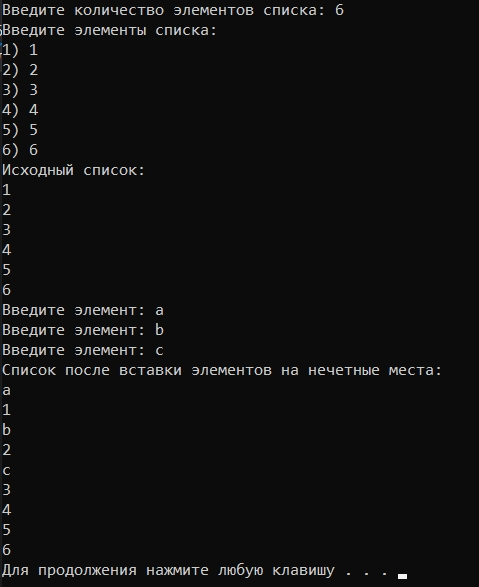 Введите количество элементов списка: 6
Введите элементы списка:
1) 1
2) 2
3) 3
4) 4
5) 5
6) 6
Исходный список:
1
2
3
4
5
6
Введите элемент: a
Введите элемент: b
Введите элемент: c
Список после вставки элементов на нечетные места:
a
1
b
2
c
3
4
5
6
Для продолжения нажмите любую клавишу . . .